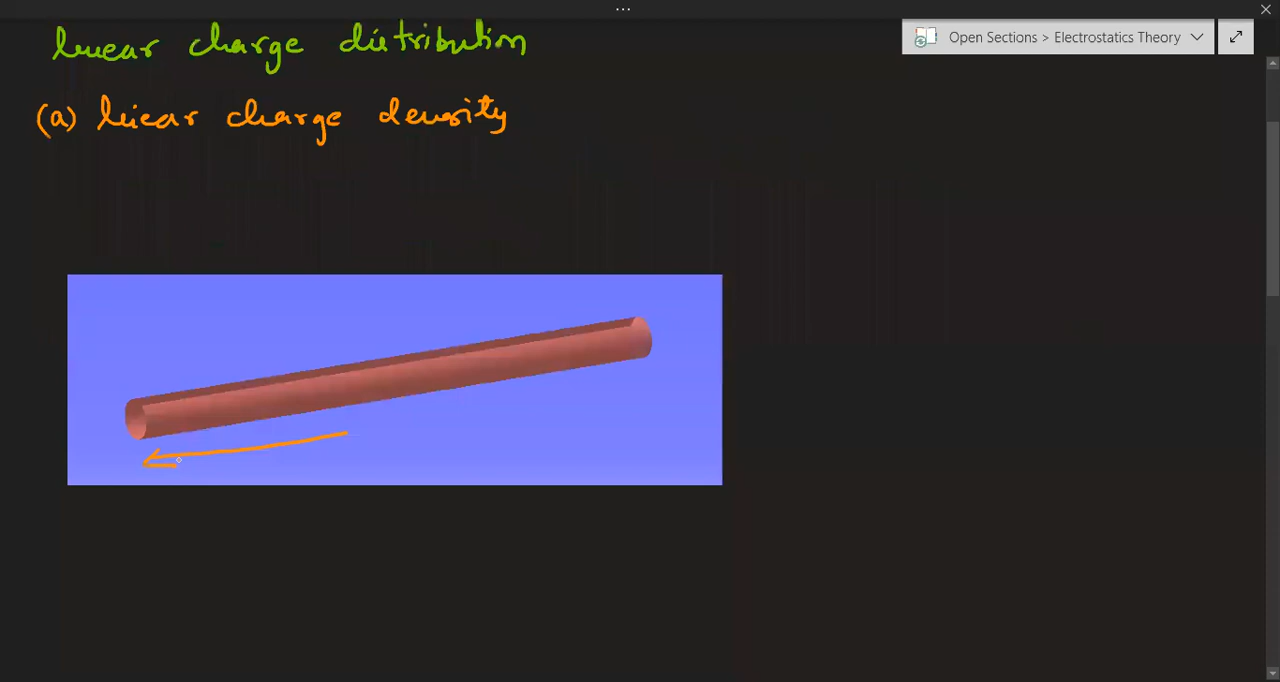 linear charge distribution
Open Sections > Electrostatics Theory
(a) linear charge density